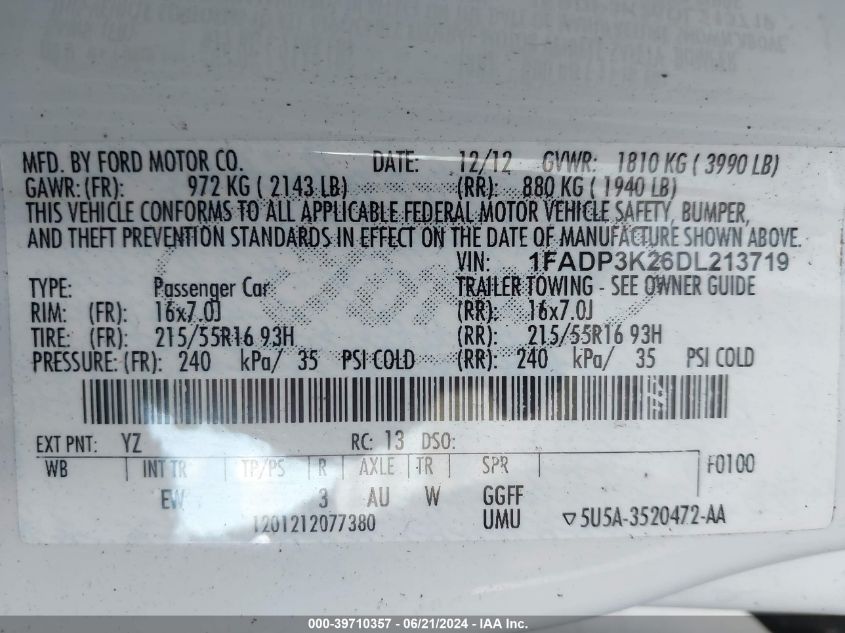 MFD. BY FORD MOTOR CO. DATE: 12/12 GVWR: 1810 KG ( 3990 LB)
GAWR: (FR): 972 KG ( 2143 LB) (RR): 880 KG ( 1940 LB)
THIS VEHICLE CONFORMS TO ALL APPLICABLE FEDERAL MOTOR VEHICLE SAFETY, BUMPER,
AND THEFT PREVENTION STANDARDS IN EFFECT ON THE DATE OF MANUFACTURE SHOWN ABOVE.
VIN: 1FADP3K26DL213719
TYPE: Passenger Car TRAILER TOWING - SEE OWNER GUIDE
RIM: (FR): 16x7.0J (RR): 16x7.0J
TIRE: (FR): 215/55R16 93H (RR): 215/55R16 93H
PRESSURE: (FR): 240 kPa/ 35 PSI COLD (RR): 240 kPa/ 35 PSI COLD
EXT PNT: YZ RC: 13 DSO:
WB INT TR TP/PS R AXLE TR SPR F0100
EW 3 AU W GGFF
1201212077380 UMU ▽5U5A-3520472-AA
000-39710357 / 06/21/2024 - IAA Inc.